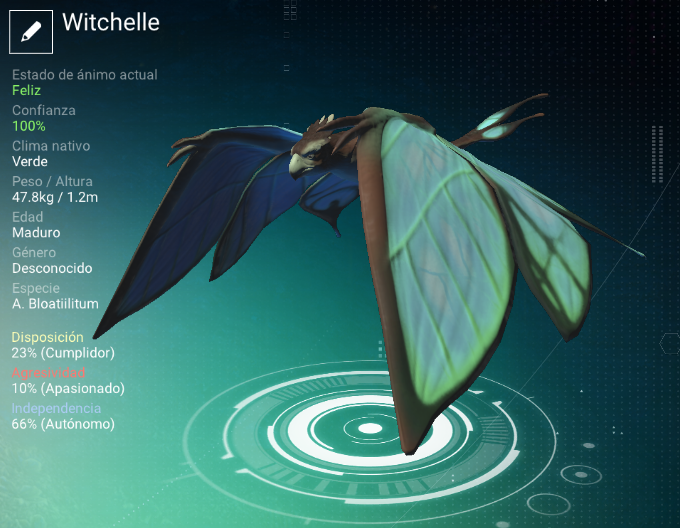 Witchelle
Estado de ánimo actual
Feliz
Confianza
100%
Clima nativo
Verde
Peso / Altura
47.8kg / 1.2m
Edad
Maduro
Género
Desconocido
Especie
A. Bloatiilitum
Disposición
23% (Cumplidor)
Agresividad
10% (Apasionado)
Independencia
66% (Autónomo)